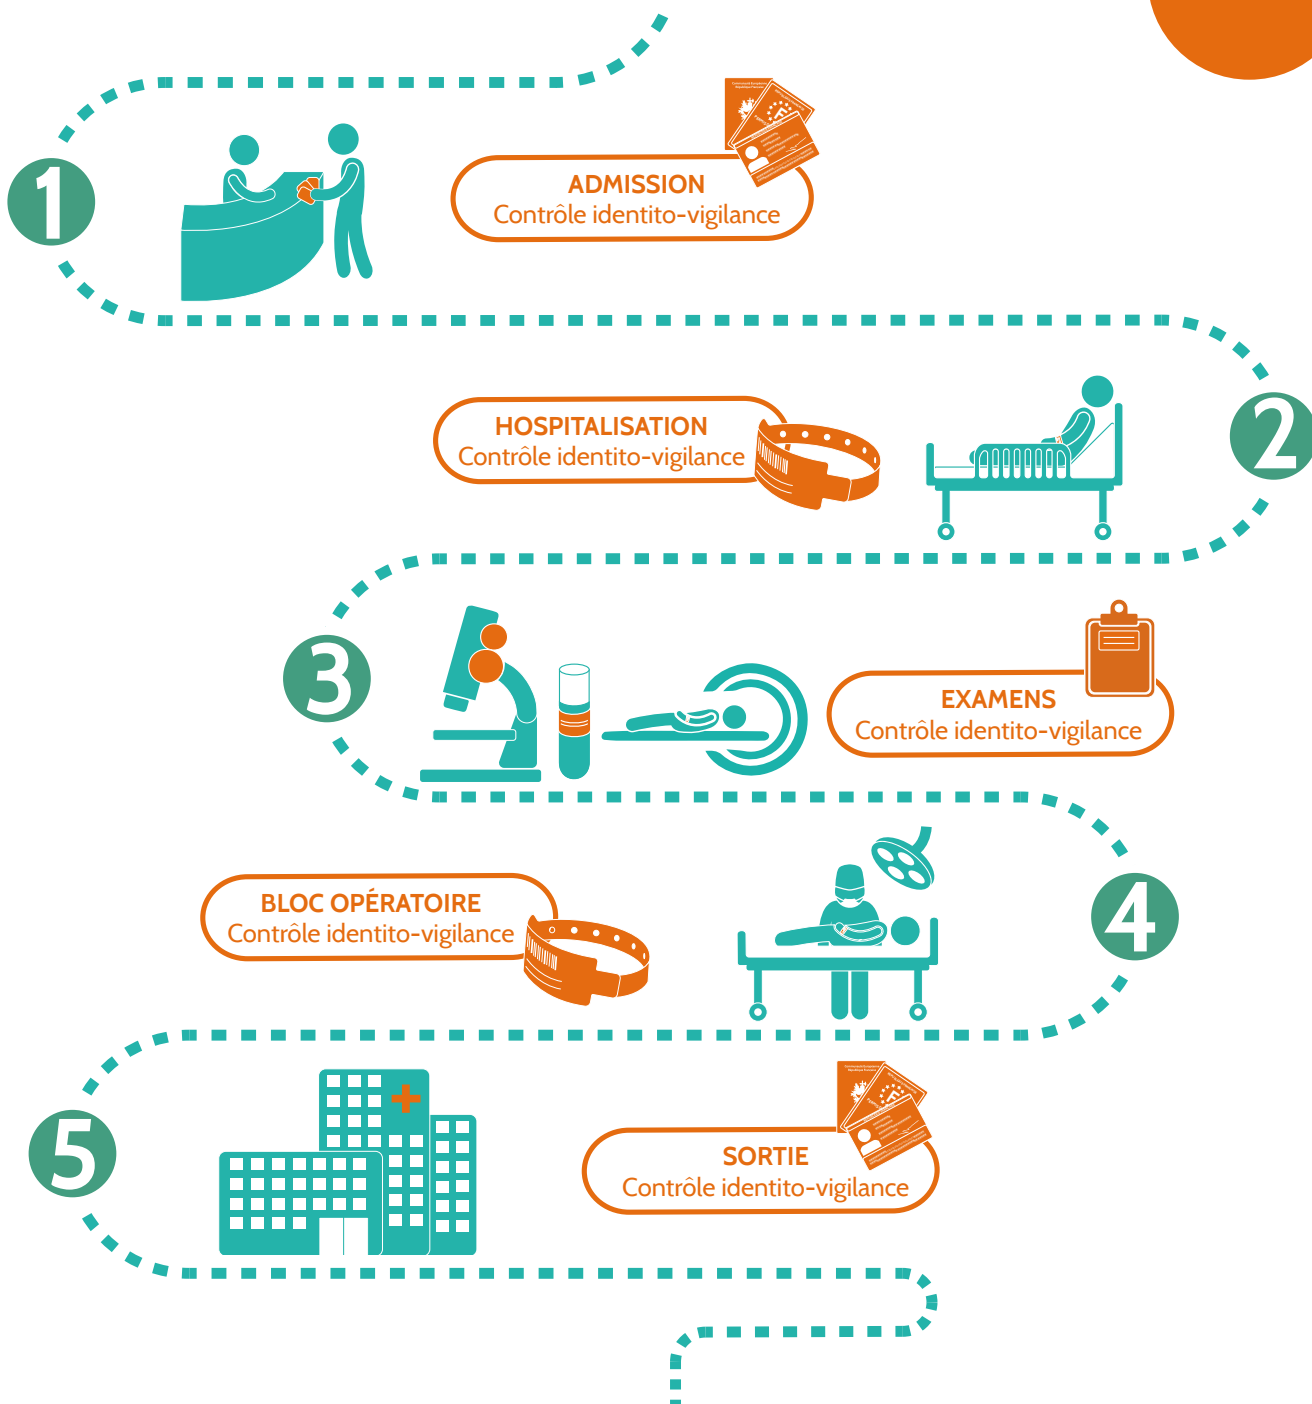 1
ADMISSION
Contrôle identito-vigilance
HOSPITALISATION
Contrôle identito-vigilance
2
3
EXAMENS
Contrôle identito-vigilance
BLOC OPÉRATOIRE
Contrôle identito-vigilance
4
5
SORTIE
Contrôle identito-vigilance